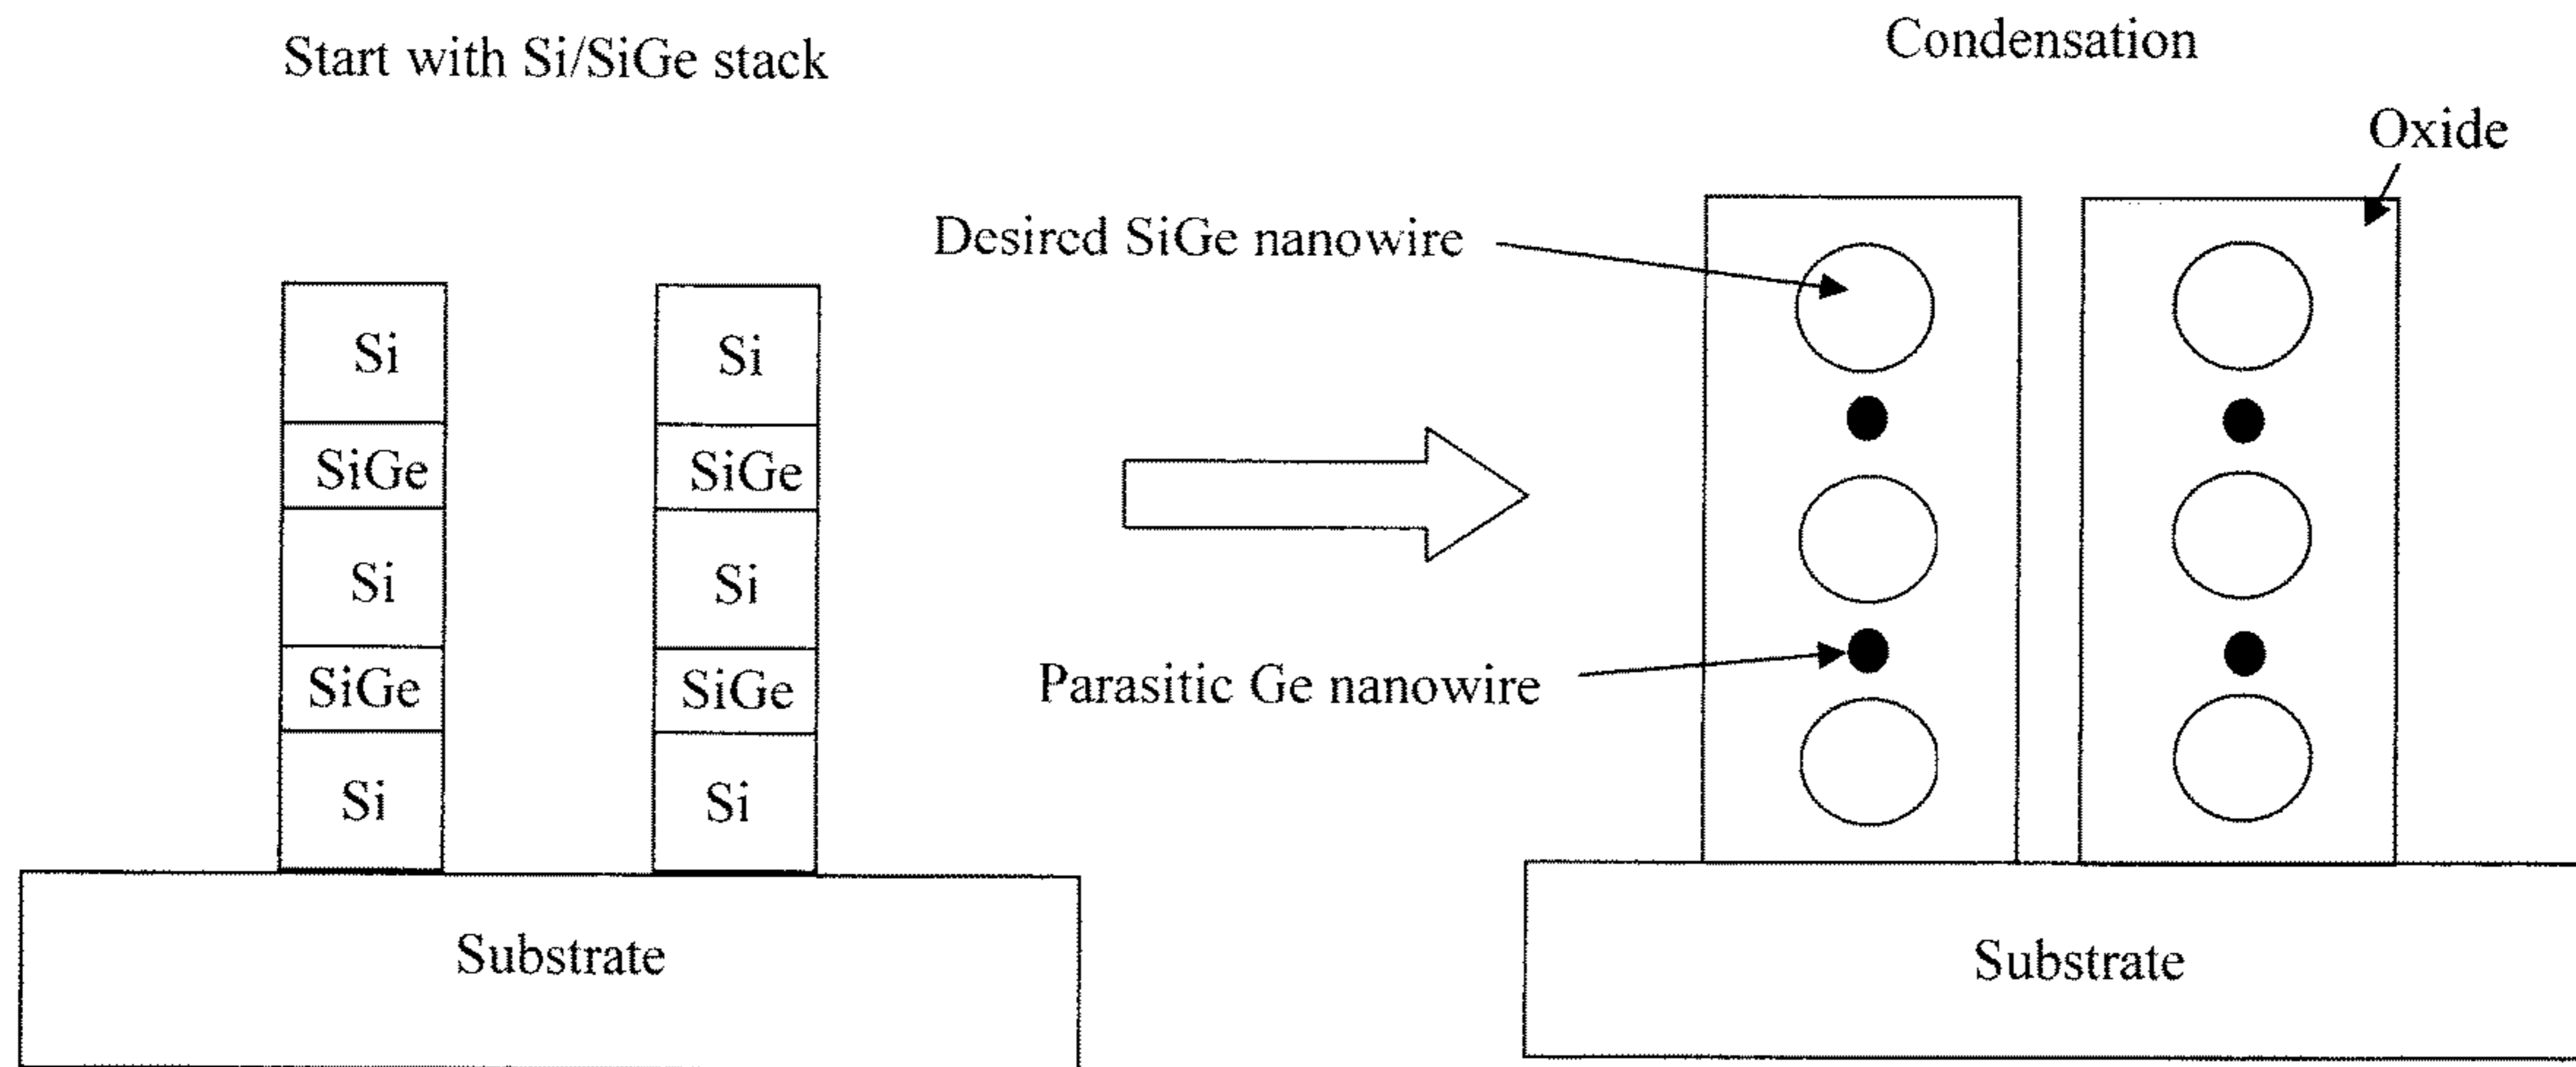 Start with Si/SiGe stack
Condensation
Oxide
Desired SiGe nanowire
Si
Si
SiGe
SiGe
Si
Si
Parasitic Ge nanowire
SiGe
SiGe
Si
Si
Substrate
Substrate